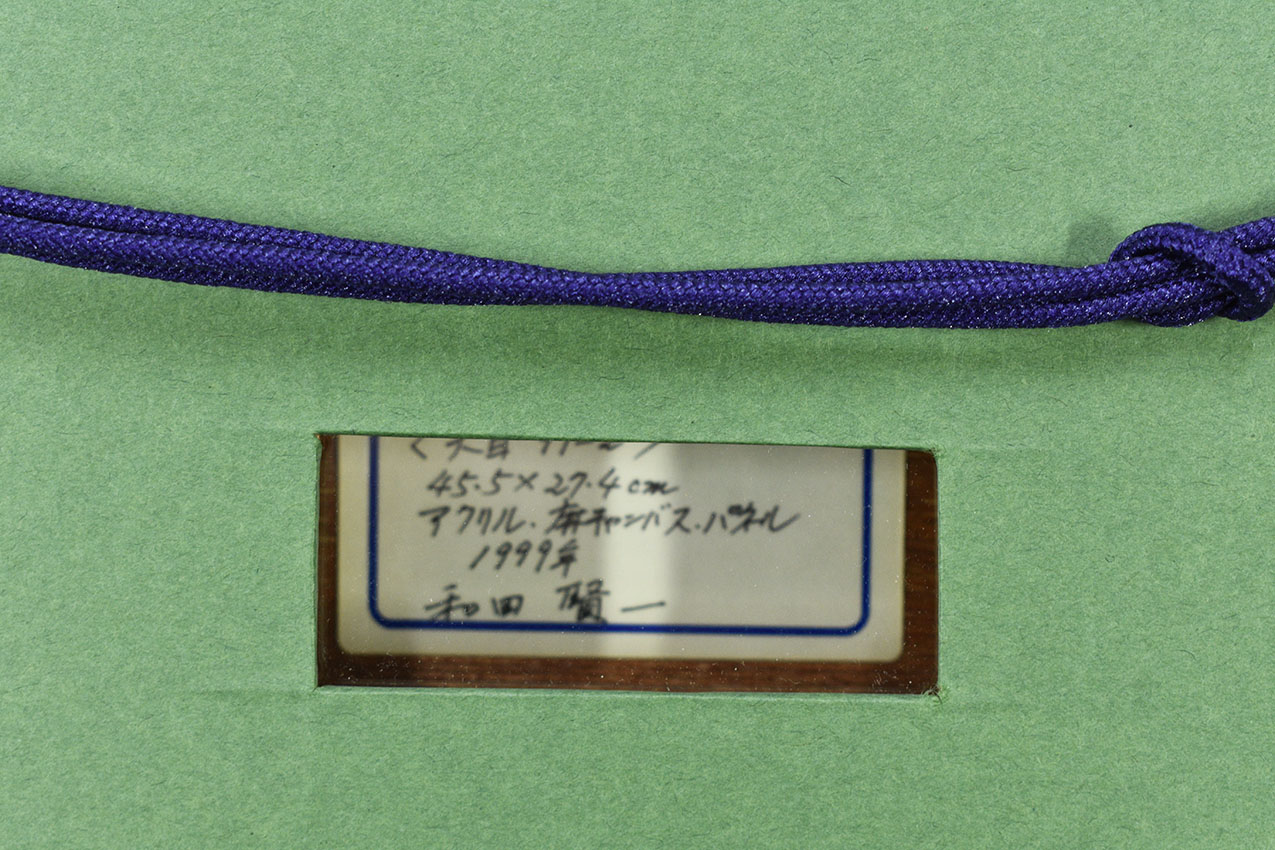 45.5×27.4cm
アクリル・麻キャンバス・パネル
1999年
和田 賢一